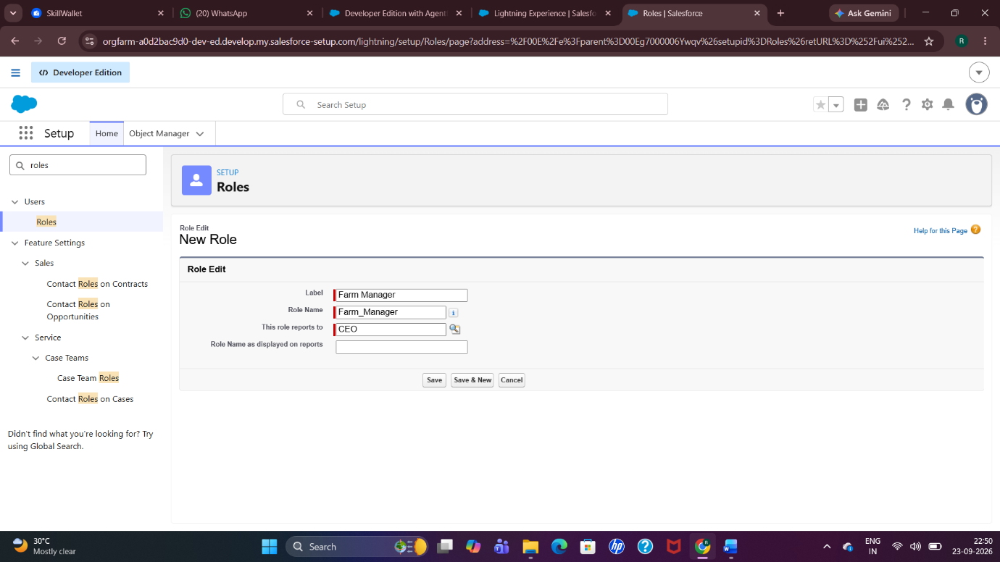 SkillWallet
(20) WhatsApp
Developer Edition with Agent
Lightning Experience | Salesfo
Roles | Salesforce
Ask Gemini
orgfarm-a0d2bac9d0-dev-ed.develop.my.salesforce-setup.com/lightning/setup/Roles/page?address=%2F00E%2Fe%3Fparent%3D00Eg7000006Ywqv%26setupid%3DRoles%26retURL%3D%252Fui%252...
R
Developer Edition
Search Setup
Setup
Home
Object Manager
roles
Users
Roles
Feature Settings
Sales
Contact Roles on Contracts
Contact Roles on
Opportunities
Service
Case Teams
Case Team Roles
Contact Roles on Cases
Didn't find what you're looking for? Try
using Global Search.
SETUP
Roles
Role Edit
New Role
Help for this Page
Role Edit
Label
Farm Manager
Role Name
Farm_Manager
This role reports to
CEO
Role Name as displayed on reports
Save
Save & New
Cancel
30°C
Mostly clear
Search
ENG
IN
22:50
23-09-2026